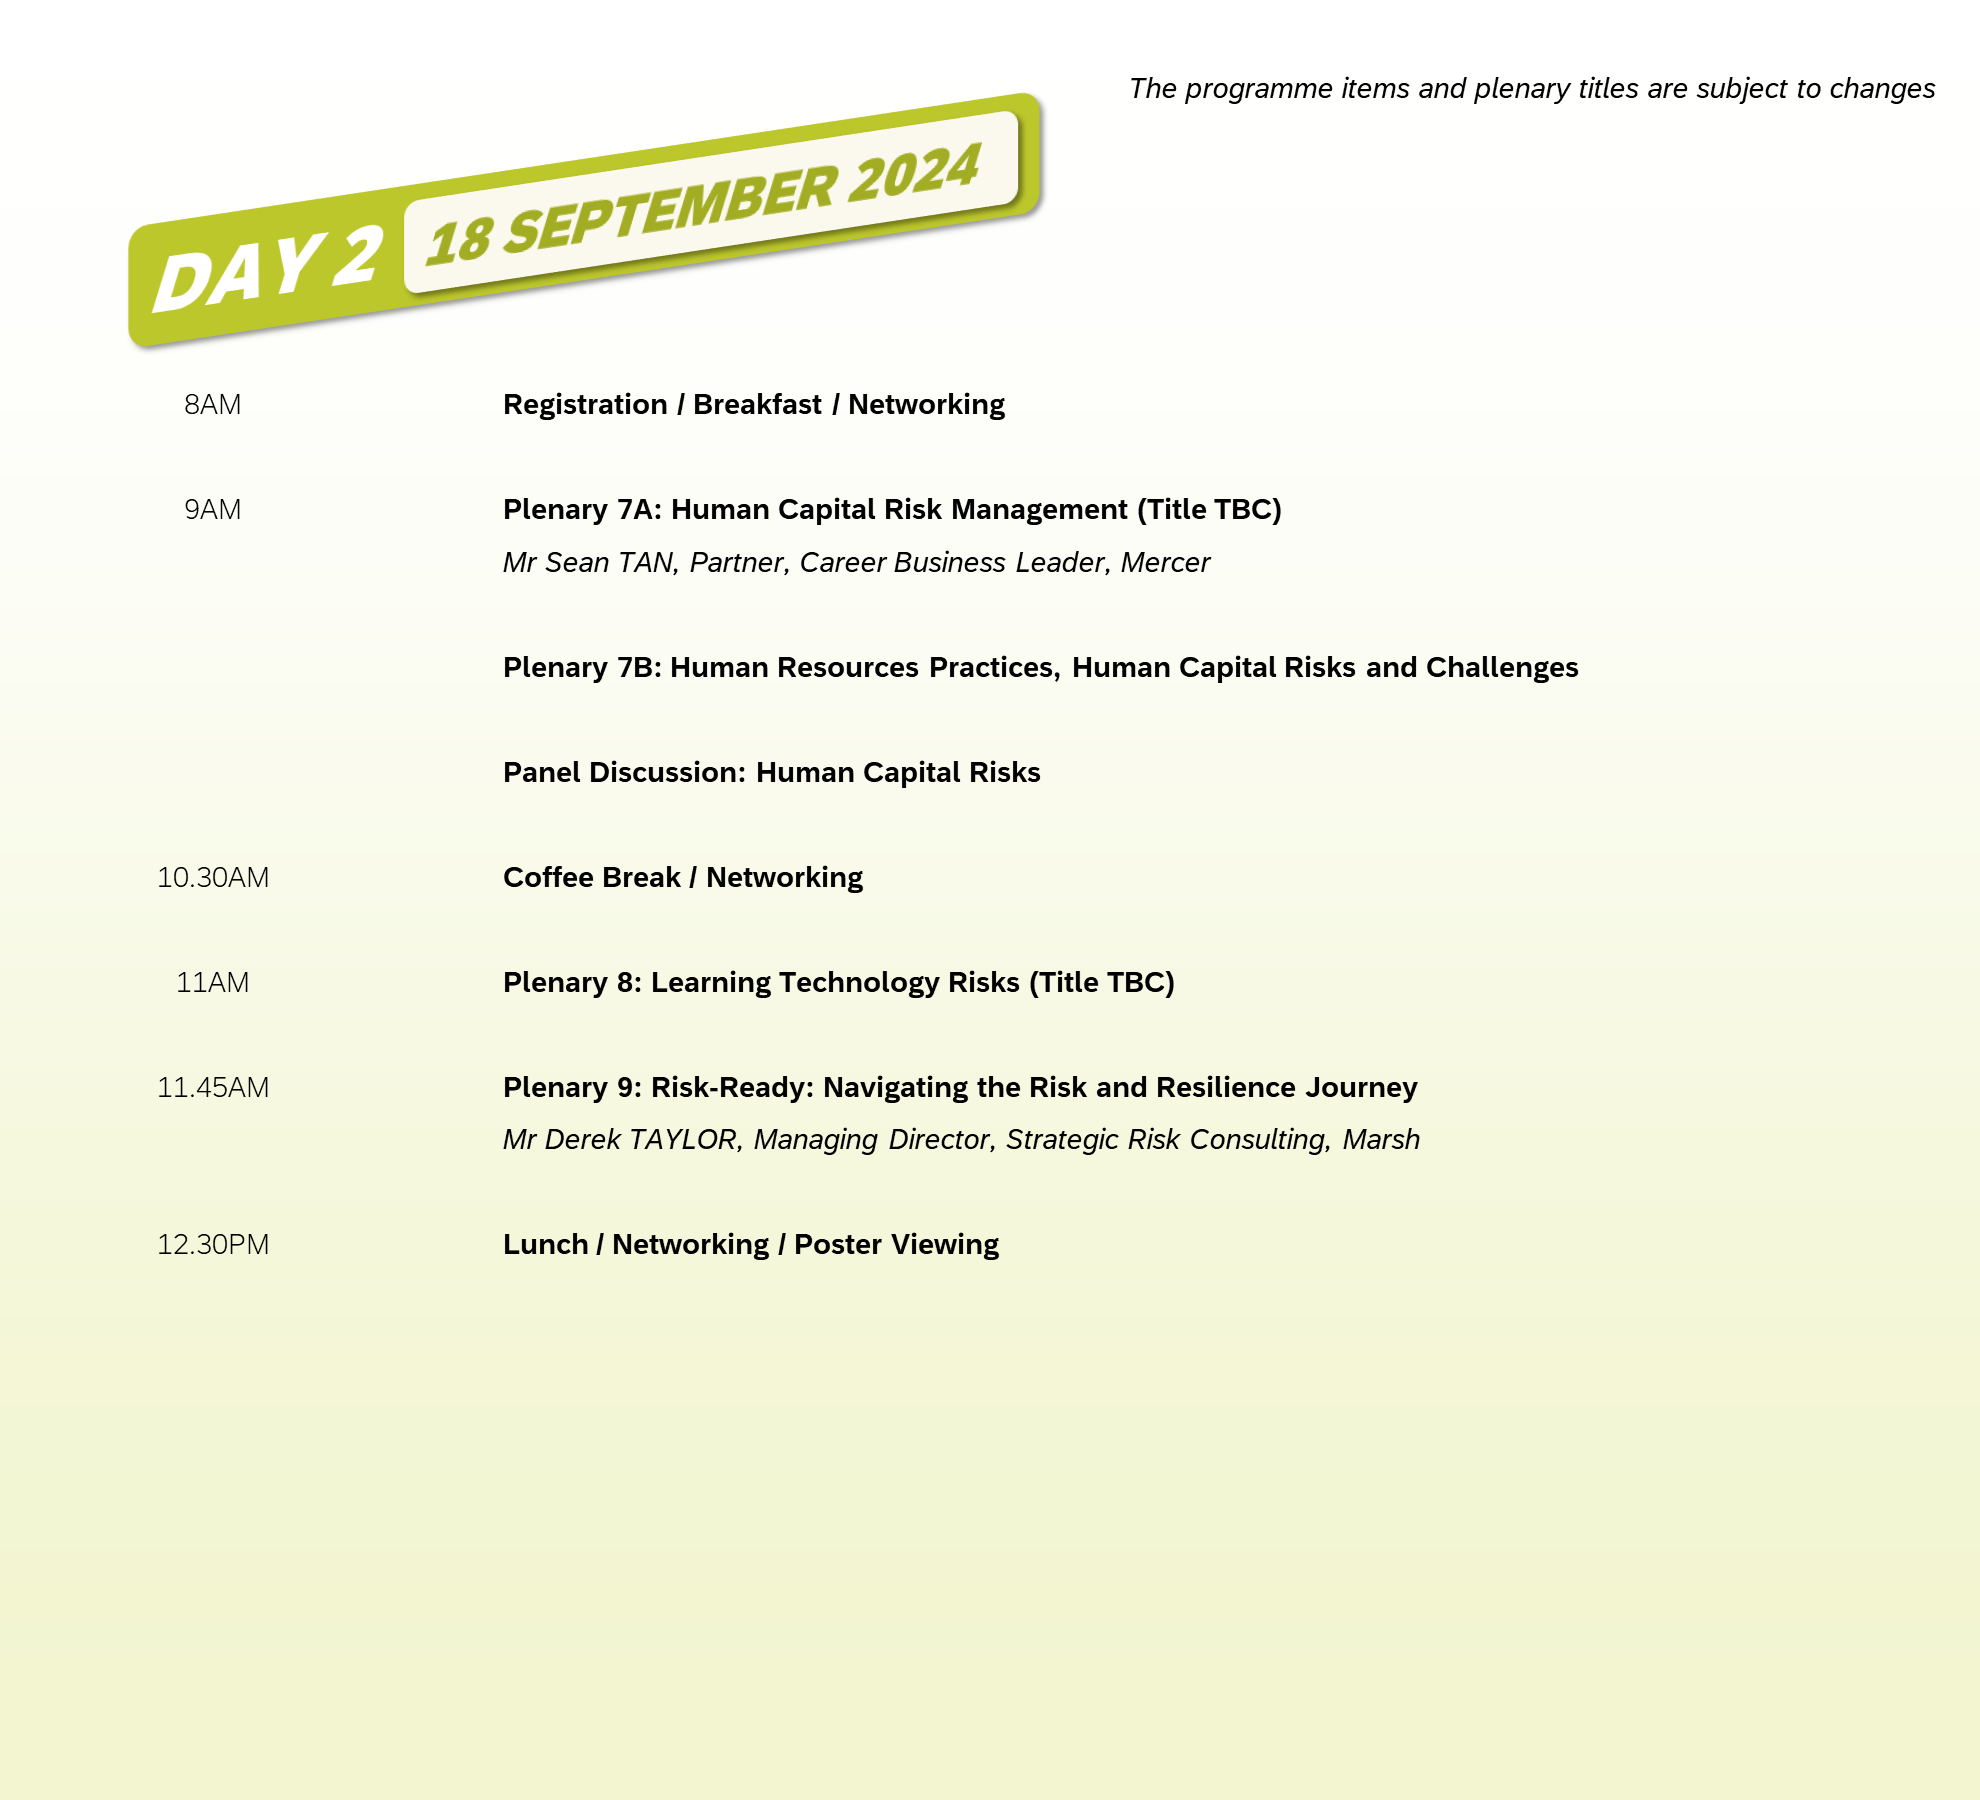 The programme items and plenary titles are subject to changes
DAY 2 18 SEPTEMBER 2024
8AM Registration / Breakfast / Networking
9AM Plenary 7A: Human Capital Risk Management (Title TBC)
Mr Sean TAN, Partner, Career Business Leader, Mercer
Plenary 7B: Human Resources Practices, Human Capital Risks and Challenges
Panel Discussion: Human Capital Risks
10.30AM Coffee Break / Networking
11AM Plenary 8: Learning Technology Risks (Title TBC)
11.45AM Plenary 9: Risk-Ready: Navigating the Risk and Resilience Journey
Mr Derek TAYLOR, Managing Director, Strategic Risk Consulting, Marsh
12.30PM Lunch / Networking / Poster Viewing